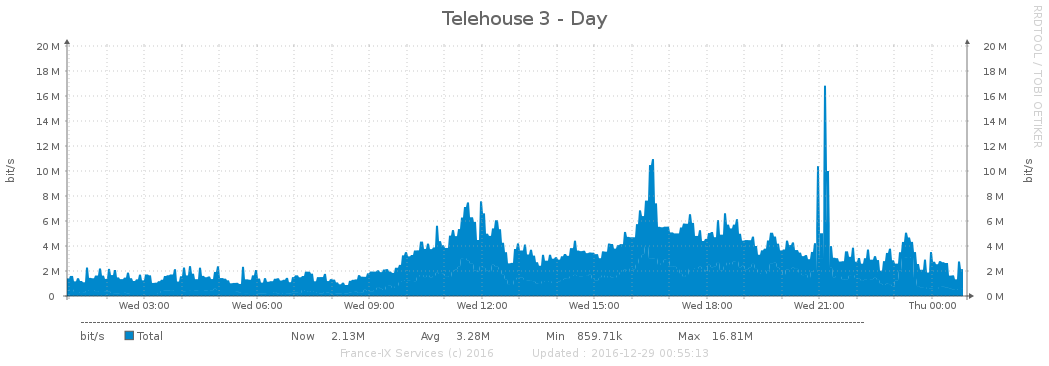 Telehouse 3 - Day
RRDTOOL / TOBI OETIKER
20 M 20 M
18 M 18 M
16 M 16 M
14 M 14 M
12 M 12 M
10 M 10 M
8 M 8 M
6 M 6 M
4 M 4 M
2 M 2 M
0 0 M
bit/s bit/s
Wed 03:00 Wed 06:00 Wed 09:00 Wed 12:00 Wed 15:00 Wed 18:00 Wed 21:00 Thu 00:00
bit/s Total Now 2.13M Avg 3.28M Min 859.71k Max 16.81M
France-IX Services (c) 2016 Updated : 2016-12-29 00:55:13